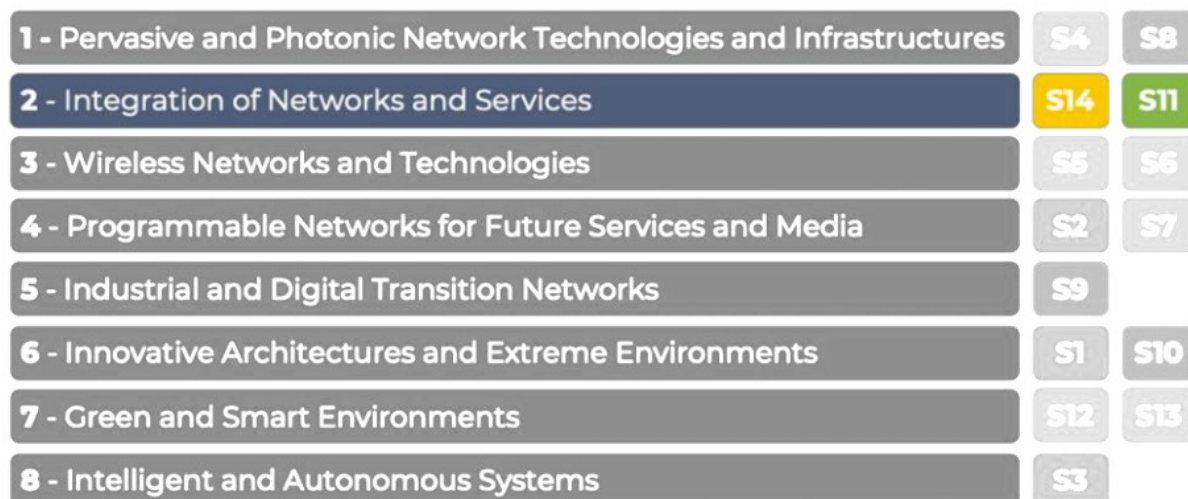 1 - Pervasive and Photonic Network Technologies and Infrastructures S4 S8
2 - Integration of Networks and Services S14 S11
3 - Wireless Networks and Technologies S5 S6
4 - Programmable Networks for Future Services and Media S2 S7
5 - Industrial and Digital Transition Networks S9
6 - Innovative Architectures and Extreme Environments S1 S10
7 - Green and Smart Environments S12 S13
8 - Intelligent and Autonomous Systems S3